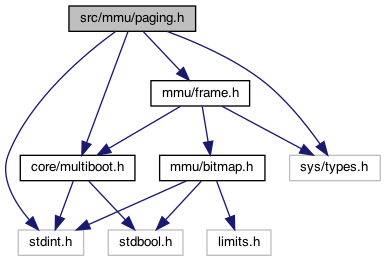 src/mmu/paging.h
mmu/frame.h
core/multiboot.h
mmu/bitmap.h
sys/types.h
stdint.h
stdbool.h
limits.h